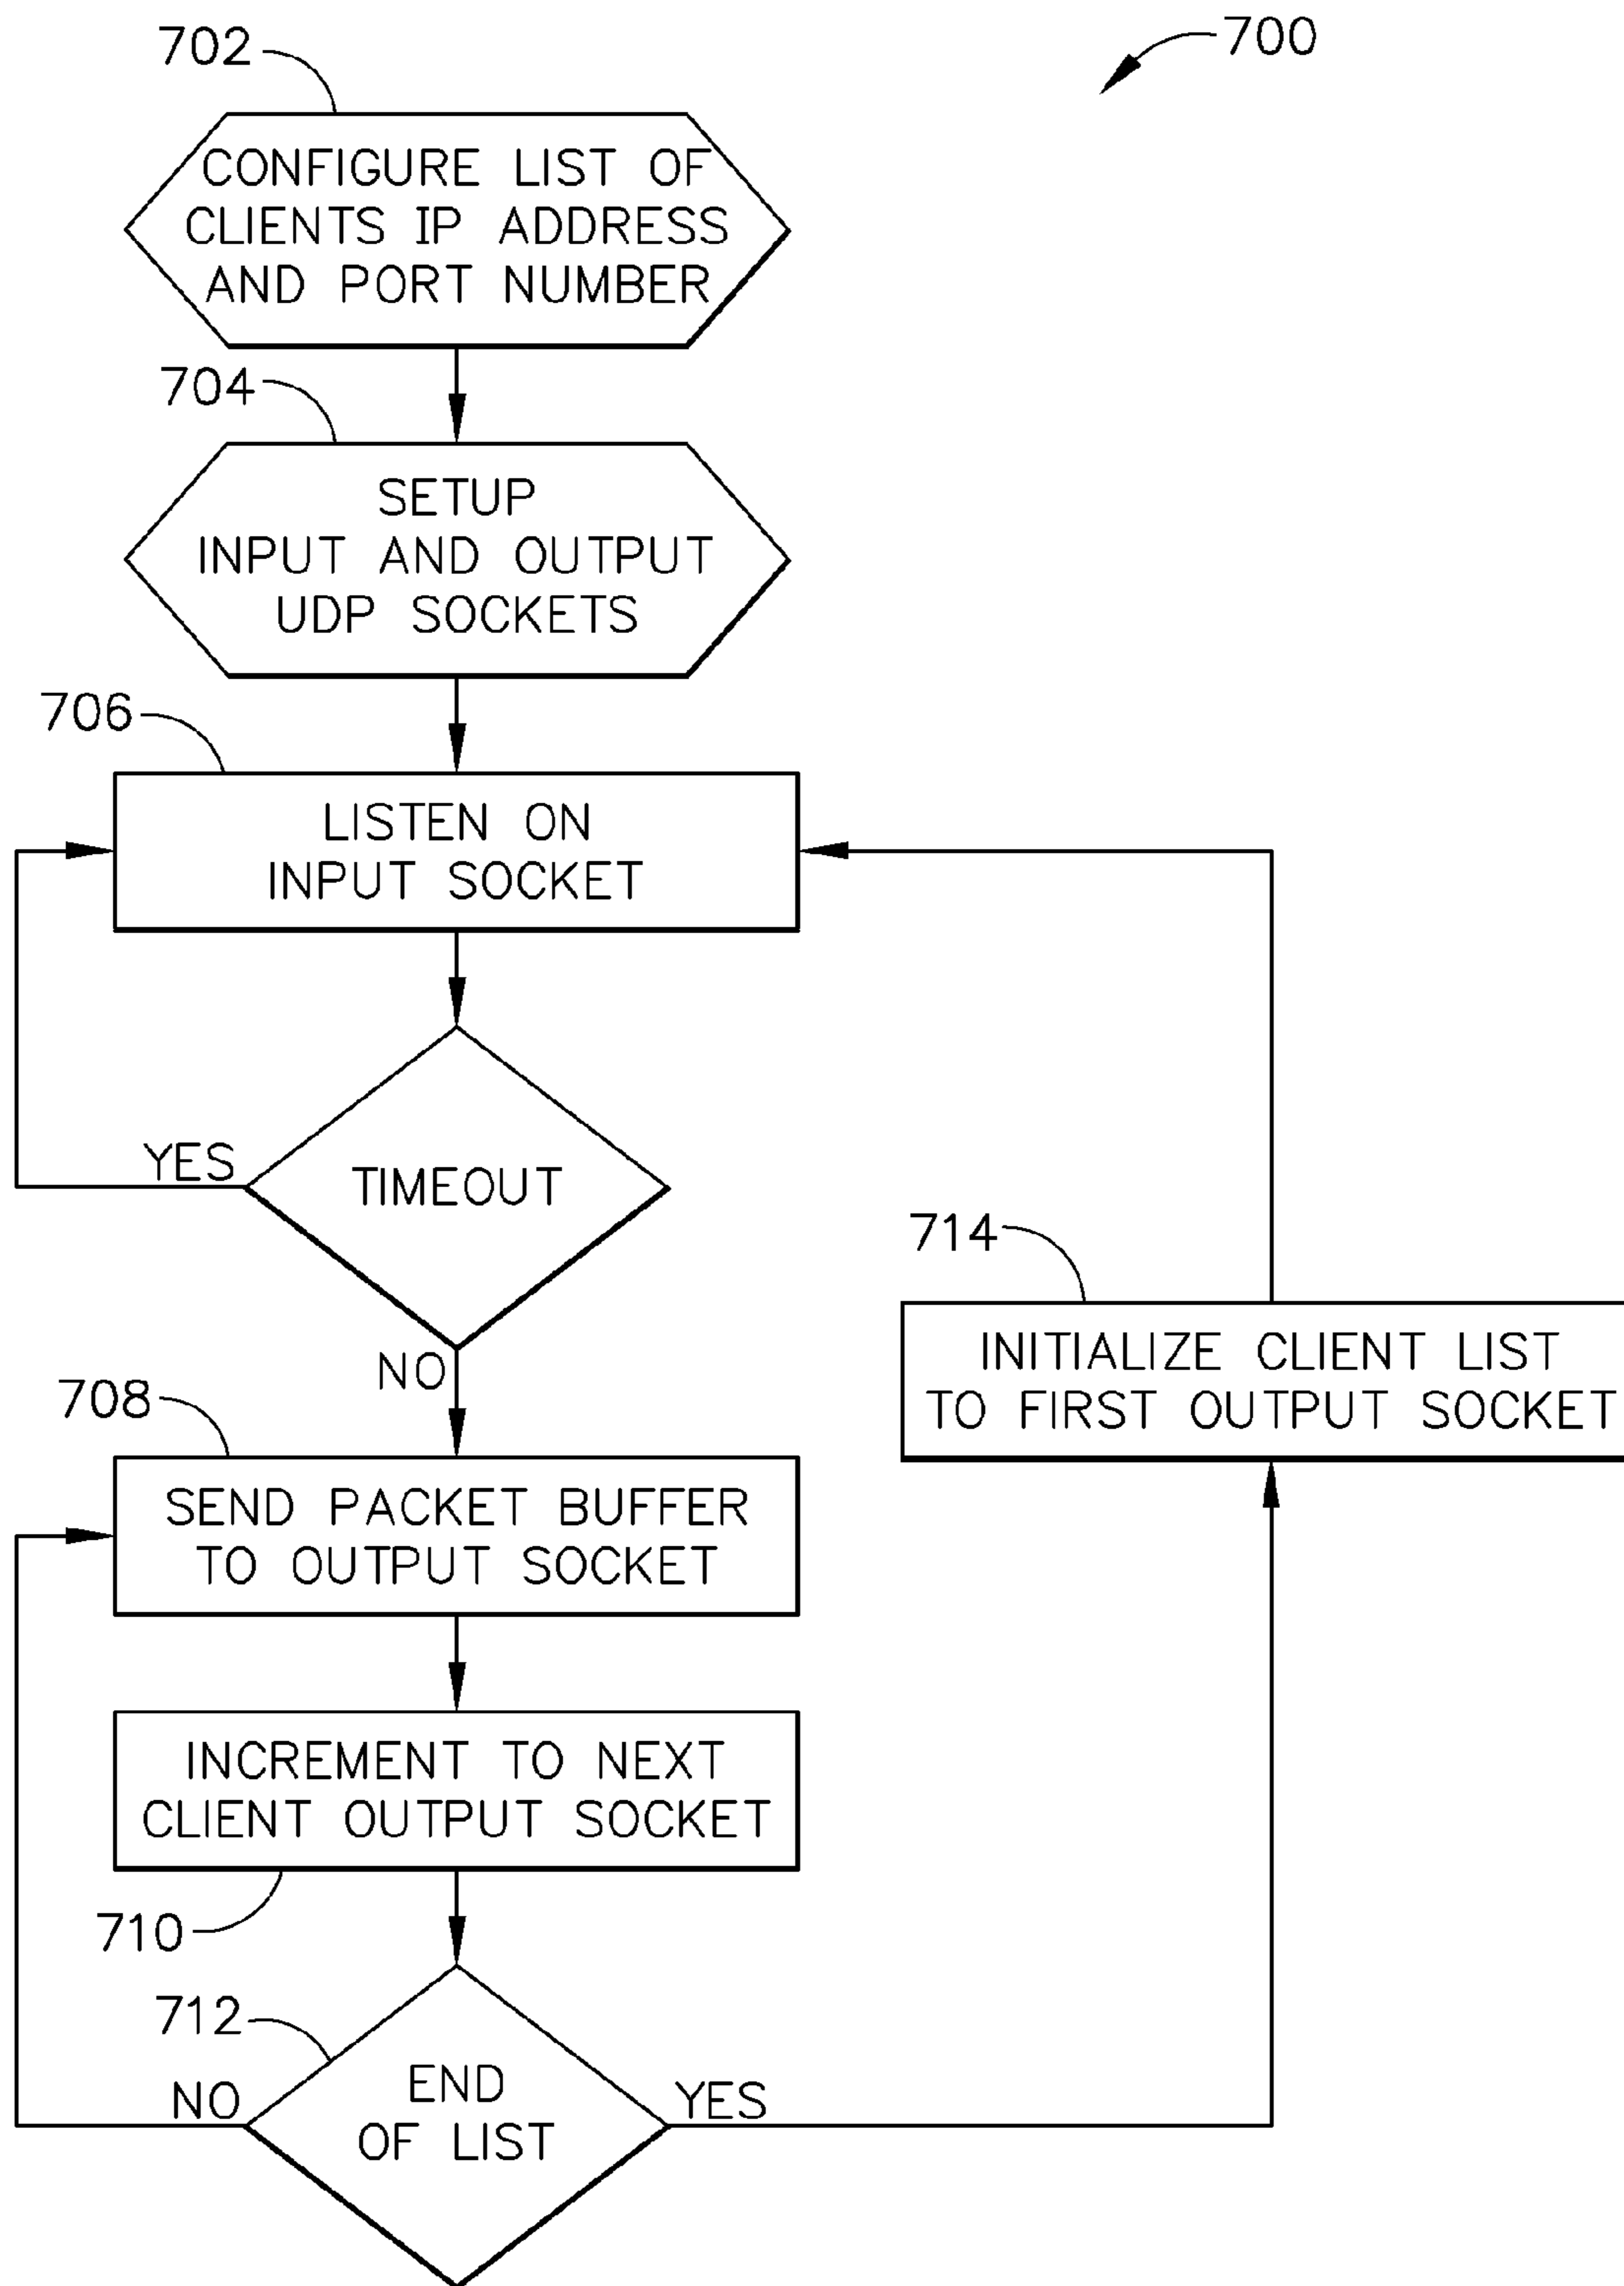 702
700
CONFIGURE LIST OF
CLIENTS IP ADDRESS
AND PORT NUMBER
704
SETUP
INPUT AND OUTPUT
UDP SOCKETS
706
LISTEN ON
INPUT SOCKET
YES
TIMEOUT
NO
714
INITIALIZE CLIENT LIST
TO FIRST OUTPUT SOCKET
708
SEND PACKET BUFFER
TO OUTPUT SOCKET
INCREMENT TO NEXT
CLIENT OUTPUT SOCKET
710
712
NO
END
OF LIST
YES